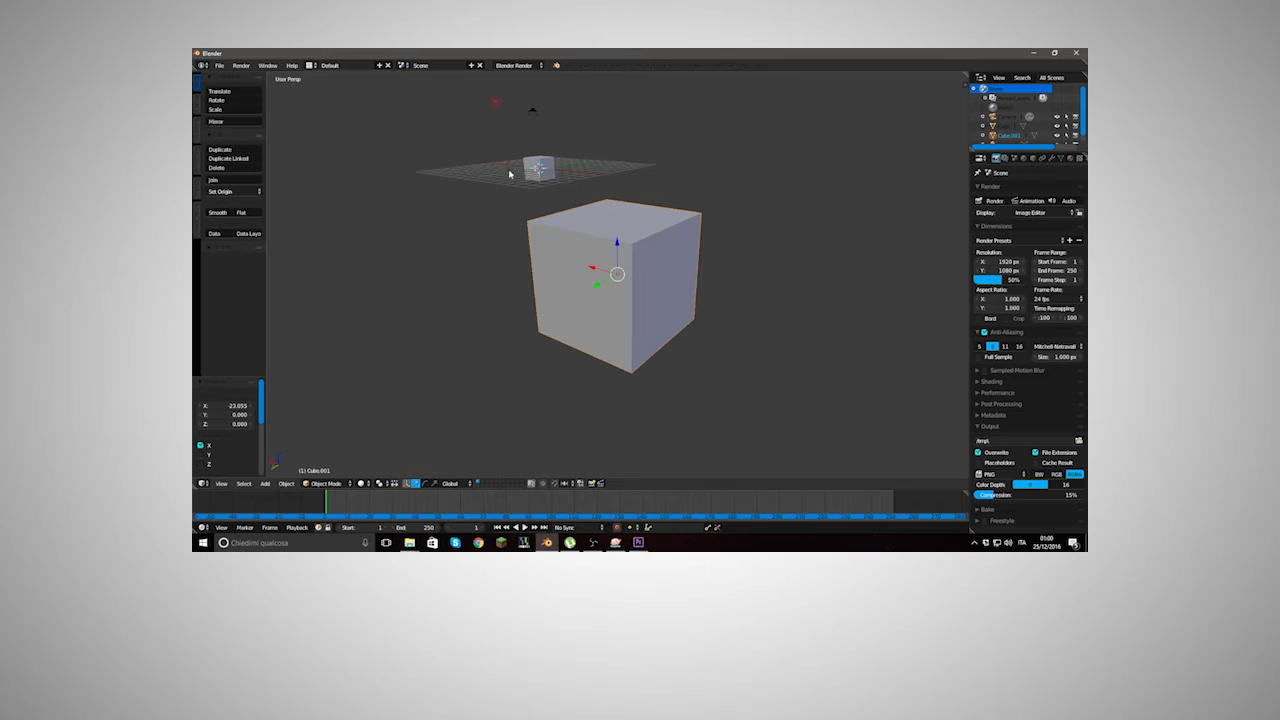 Blender
File Render Window Help Default Scene Blender Render
User Persp
View Search All Scenes
Translate
Rotate
Scale
Mirror
Duplicate
Duplicate Linked
Delete
Join
Set Origin
Smooth Flat
Data Data Layo
X: -23.055
Y: 0.000
Z: 0.000
X
Y
Z
(1) Cube.001
View Select Add Object Object Mode Global
View Marker Frame Playback Start: 1 End: 250 1 No Sync
Cube.001
Scene
Render
Render Animation Audio
Display: Image Editor
Dimensions
Render Presets
Resolution: Frame Range:
X: 1920 px Start Frame: 1
Y: 1080 px End Frame: 250
50% Frame Step: 1
Aspect Ratio: Frame Rate:
X: 1.000 24 fps
Y: 1.000 Time Remapping:
Bord Crop :100 :100
Anti-Aliasing
5 8 11 16 Mitchell-Netravali
Full Sample Size: 1.000 px
Sampled Motion Blur
Shading
Performance
Post Processing
Metadata
Output
/tmp\
Overwrite File Extensions
Placeholders Cache Result
PNG BW RGB RGBA
Color Depth: 8 16
Compression: 15%
Bake
Freestyle
Chiedimi qualcosa
ITA
01:00
25/12/2016